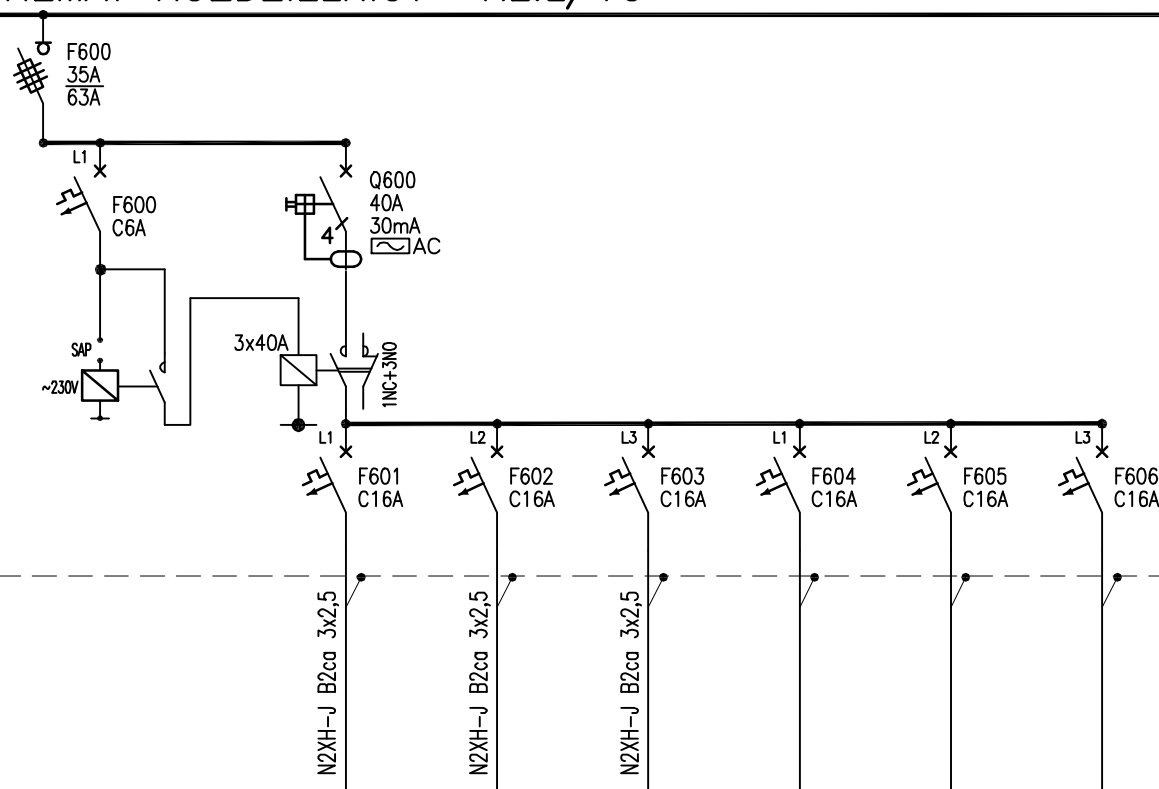 F600
35A
63A
L1
F600
C6A
Q600
40A
30mA
AC
4
3x40A
SAP
~230V
1NC+3NO
L1
L2
L3
L1
L2
L3
F601
C16A
F602
C16A
F603
C16A
F604
C16A
F605
C16A
F606
C16A
N2XH-J B2ca 3x2,5
N2XH-J B2ca 3x2,5
N2XH-J B2ca 3x2,5